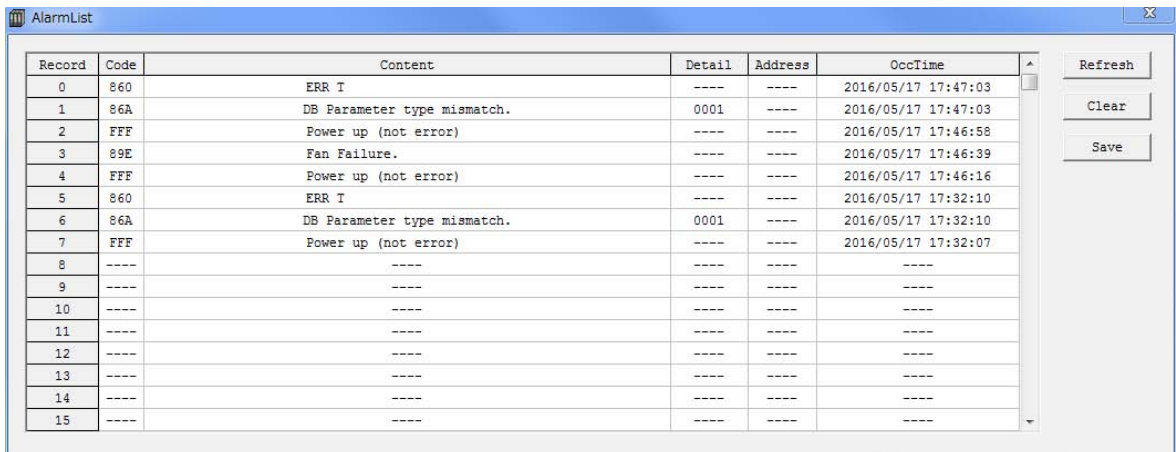 AlarmList
Record Code Content Detail Address OccTime
0 860 ERR T ---- ---- 2016/05/17 17:47:03
1 86A DB Parameter type mismatch. 0001 ---- 2016/05/17 17:47:03
2 FFF Power up (not error) ---- ---- 2016/05/17 17:46:58
3 89E Fan Failure. ---- ---- 2016/05/17 17:46:39
4 FFF Power up (not error) ---- ---- 2016/05/17 17:46:16
5 860 ERR T ---- ---- 2016/05/17 17:32:10
6 86A DB Parameter type mismatch. 0001 ---- 2016/05/17 17:32:10
7 FFF Power up (not error) ---- ---- 2016/05/17 17:32:07
8 ---- ---- ---- ---- ----
9 ---- ---- ---- ---- ----
10 ---- ---- ---- ---- ----
11 ---- ---- ---- ---- ----
12 ---- ---- ---- ---- ----
13 ---- ---- ---- ---- ----
14 ---- ---- ---- ---- ----
15 ---- ---- ---- ---- ----
Refresh
Clear
Save